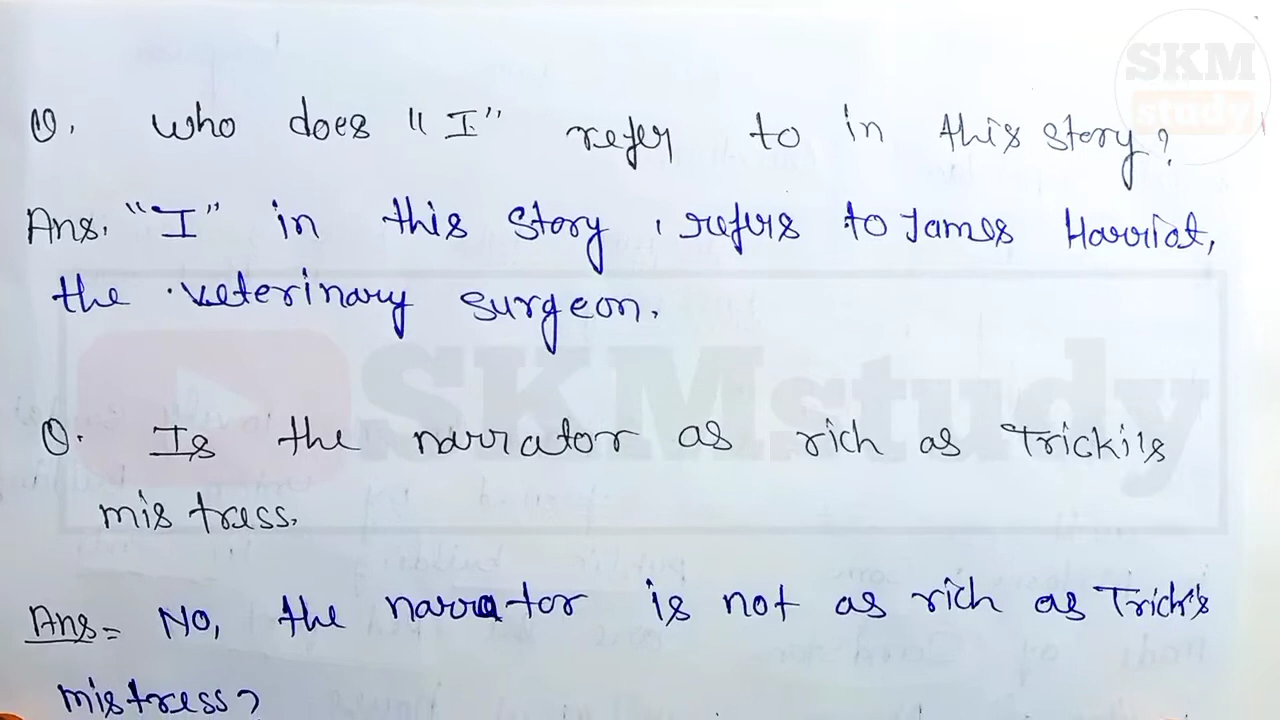 SKM
study
Q. Who does "I" refer to in this story?
Ans. "I" in this story, refers to James Harriot,
the veterinary surgeon.
SKMstudy
Q. Is the narrator as rich as Tricki's
mistress.
Ans = No, the narrator is not as rich as Trick's
mistress?